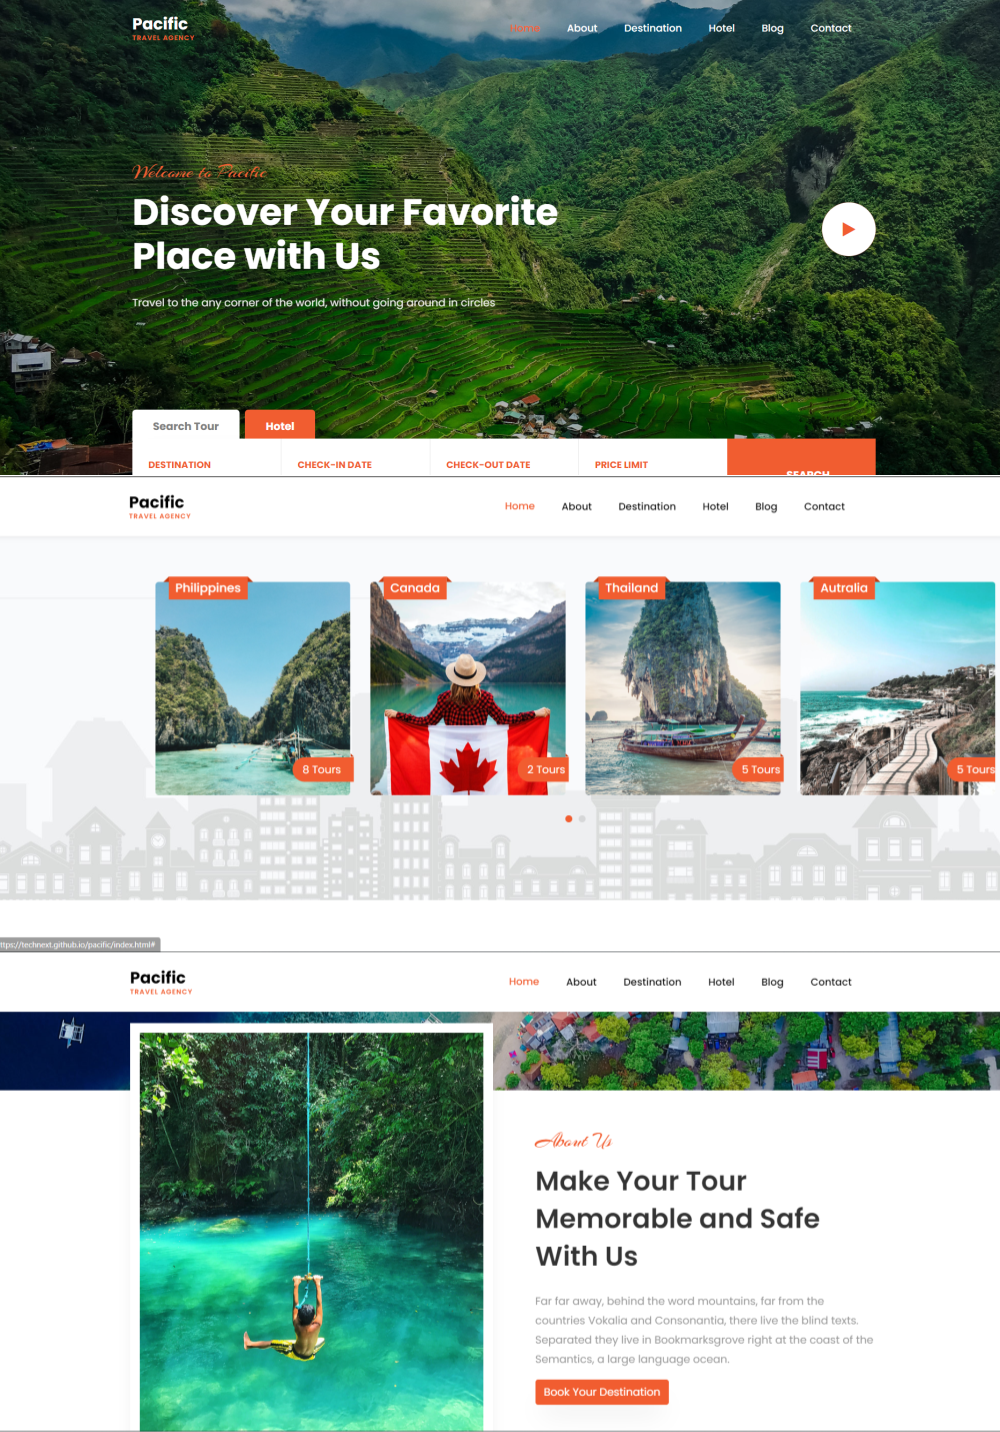 Pacific
TRAVEL AGENCY
Home About Destination Hotel Blog Contact
Welcome to Pacific
Discover Your Favorite
Place with Us
Travel to the any corner of the world, without going around in circles
Search Tour Hotel
DESTINATION CHECK-IN DATE CHECK-OUT DATE PRICE LIMIT SEARCH
Pacific
TRAVEL AGENCY
Home About Destination Hotel Blog Contact
Philippines Canada Thailand Autralia
8 Tours 2 Tours 5 Tours 5 Tours
ttps://technext.github.io/pacific/index.html#
Pacific
TRAVEL AGENCY
Home About Destination Hotel Blog Contact
About Us
Make Your Tour
Memorable and Safe
With Us
Far far away, behind the word mountains, far from the
countries Vokalia and Consonantia, there live the blind texts.
Separated they live in Bookmarksgrove right at the coast of the
Semantics, a large language ocean.
Book Your Destination